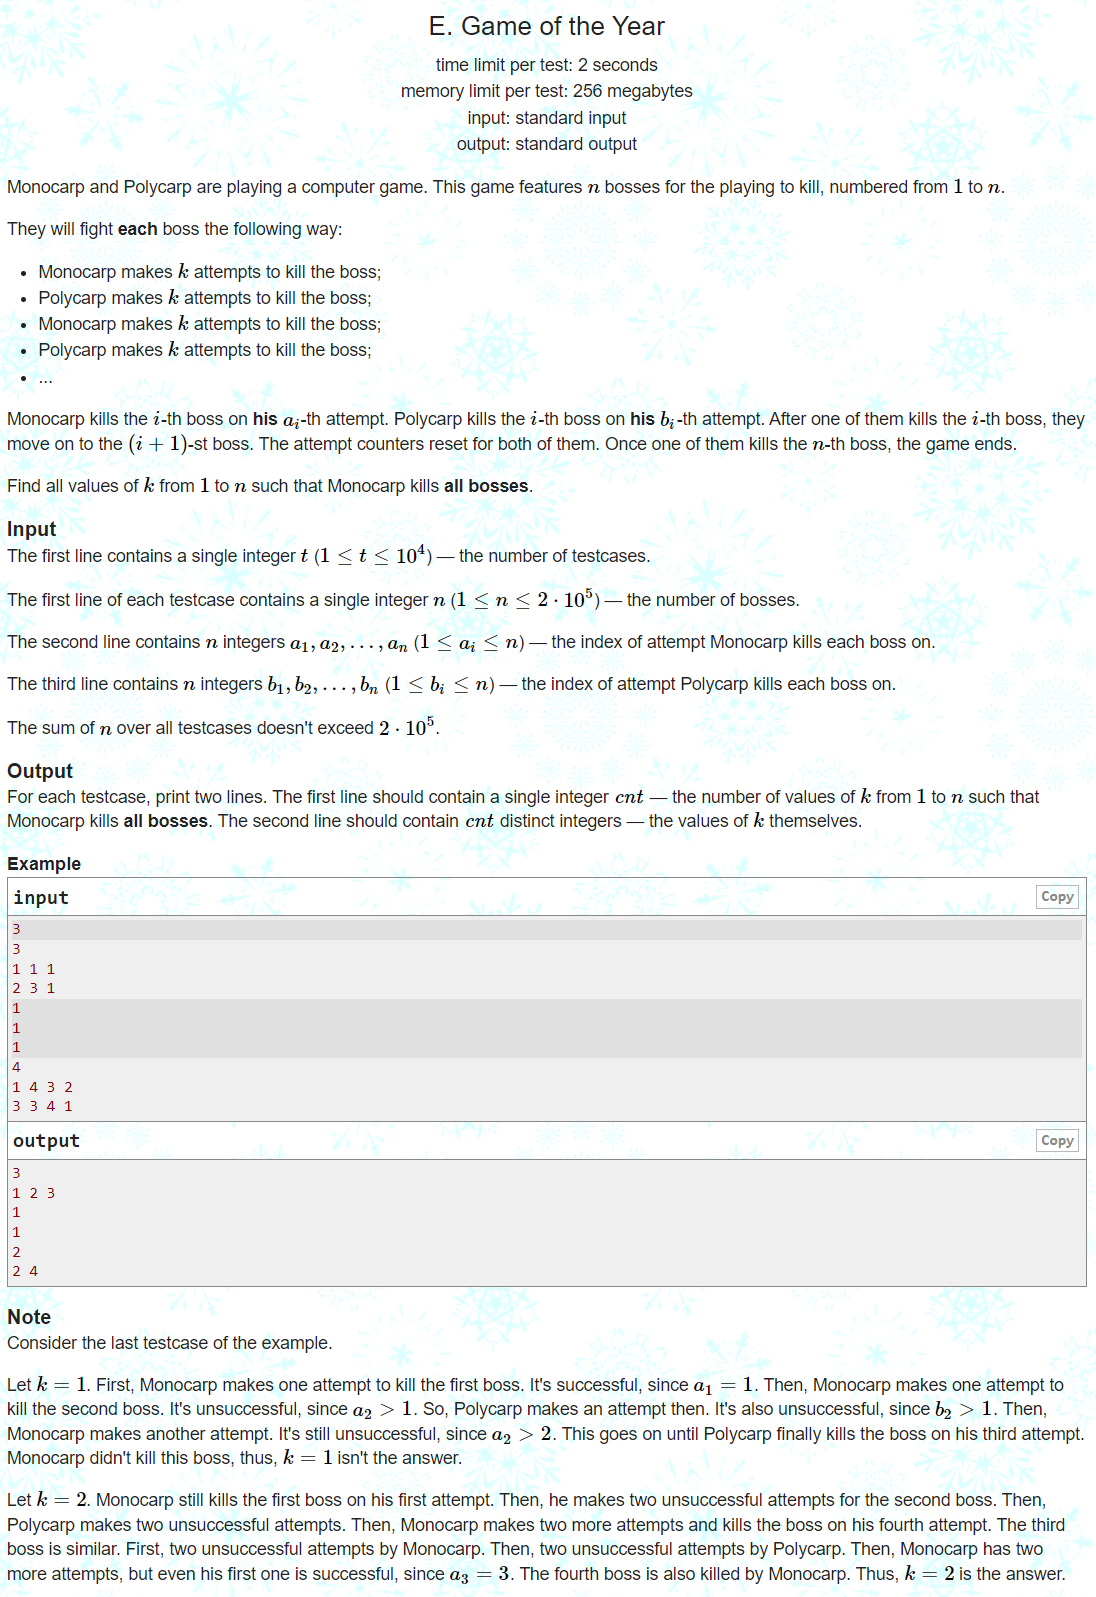 E. Game of the Year
time limit per test: 2 seconds
memory limit per test: 256 megabytes
input: standard input
output: standard output
Monocarp and Polycarp are playing a computer game. This game features n bosses for the playing to kill, numbered from 1 to n.
They will fight each boss the following way:
• Monocarp makes k attempts to kill the boss;
• Polycarp makes k attempts to kill the boss;
• Monocarp makes k attempts to kill the boss;
• Polycarp makes k attempts to kill the boss;
• ...
Monocarp kills the i-th boss on his a_i-th attempt. Polycarp kills the i-th boss on his b_i-th attempt. After one of them kills the i-th boss, they
move on to the (i + 1)-st boss. The attempt counters reset for both of them. Once one of them kills the n-th boss, the game ends.
Find all values of k from 1 to n such that Monocarp kills all bosses.
Input
The first line contains a single integer t (1 ≤ t ≤ 10^4) — the number of testcases.
The first line of each testcase contains a single integer n (1 ≤ n ≤ 2 · 10^5) — the number of bosses.
The second line contains n integers a_1, a_2, . . . , a_n (1 ≤ a_i ≤ n) — the index of attempt Monocarp kills each boss on.
The third line contains n integers b_1, b_2, . . . , b_n (1 ≤ b_i ≤ n) — the index of attempt Polycarp kills each boss on.
The sum of n over all testcases doesn't exceed 2 · 10^5.
Output
For each testcase, print two lines. The first line should contain a single integer cnt — the number of values of k from 1 to n such that
Monocarp kills all bosses. The second line should contain cnt distinct integers — the values of k themselves.
Example
input Copy
3
3
1 1 1
2 3 1
1
1
1
4
1 4 3 2
3 3 4 1
output Copy
3
1 2 3
1
1
2
2 4
Note
Consider the last testcase of the example.
Let k = 1. First, Monocarp makes one attempt to kill the first boss. It's successful, since a_1 = 1. Then, Monocarp makes one attempt to
kill the second boss. It's unsuccessful, since a_2 > 1. So, Polycarp makes an attempt then. It's also unsuccessful, since b_2 > 1. Then,
Monocarp makes another attempt. It's still unsuccessful, since a_2 > 2. This goes on until Polycarp finally kills the boss on his third attempt.
Monocarp didn't kill this boss, thus, k = 1 isn't the answer.
Let k = 2. Monocarp still kills the first boss on his first attempt. Then, he makes two unsuccessful attempts for the second boss. Then,
Polycarp makes two unsuccessful attempts. Then, Monocarp makes two more attempts and kills the boss on his fourth attempt. The third
boss is similar. First, two unsuccessful attempts by Monocarp. Then, two unsuccessful attempts by Polycarp. Then, Monocarp has two
more attempts, but even his first one is successful, since a_3 = 3. The fourth boss is also killed by Monocarp. Thus, k = 2 is the answer.